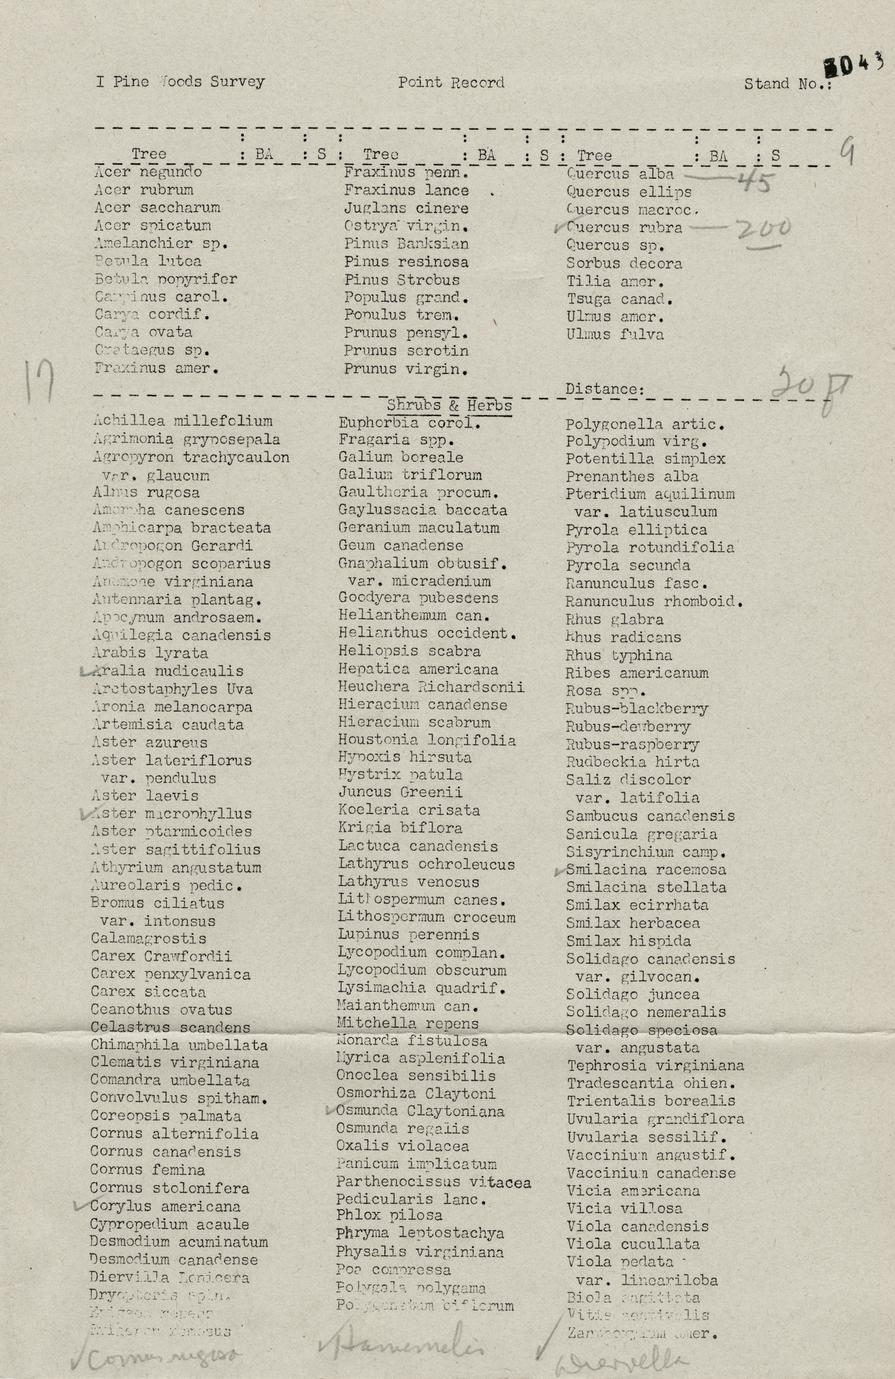 I Pine Woods Survey Point Record Stand No.: 2043
Tree : BA : S : Tree : BA : S : Tree : BA : S 9
Acer negundo Fraxinus penn. Quercus alba 45
Acer rubrum Fraxinus lance Quercus ellips
Acer saccharum Juglans cinere Quercus macroc.
Acer spicatum Ostrya virgin. ✓ Quercus rubra 200
Amelanchier sp. Pinus Banksian Quercus sp.
Betula lutea Pinus resinosa Sorbus decora
Betula popyrifer Pinus Strobus Tilia amer.
Carpinus carol. Populus grand. Tsuga canad.
Carya cordif. Populus trem. Ulmus amer.
Carya ovata Prunus pensyl. Ulmus fulva
Crataegus sp. Prunus serotin
Fraxinus amer. Prunus virgin.
17 Distance: 30 ft
Shrubs & Herbs
Achillea millefolium Euphorbia corol. Polygonella artic.
Agrimonia gryposepala Fragaria spp. Polypodium virg.
Agropyron trachycaulon Galium boreale Potentilla simplex
var. glaucum Galium triflorum Prenanthes alba
Alnus rugosa Gaultheria procum. Pteridium aquilinum
Amorpha canescens Gaylussacia baccata var. latiusculum
Amphicarpa bracteata Geranium maculatum Pyrola elliptica
Andropogon Gerardi Geum canadense Pyrola rotundifolia
Andropogon scoparius Gnaphalium obtusif. Pyrola secunda
Anemone virginiana var. micradenium Ranunculus fasc.
Antennaria plantag. Goodyera pubescens Ranunculus rhomboid.
Apocynum androsaem. Helianthemum can. Rhus glabra
Aquilegia canadensis Helianthus occident. Rhus radicans
Arabis lyrata Heliopsis scabra Rhus typhina
✓ Aralia nudicaulis Hepatica americana Ribes americanum
Arctostaphyles Uva Heuchera Richardsonii Rosa spp.
Aronia melanocarpa Hieracium canadense Rubus-blackberry
Artemisia caudata Hieracium scabrum Rubus-dewberry
Aster azureus Houstonia longifolia Rubus-raspberry
Aster lateriflorus Hypoxis hirsuta Rudbeckia hirta
var. pendulus Hystrix patula Saliz discolor
Aster laevis Juncus Greenii var. latifolia
✓ Aster macrophyllus Koeleria crisata Sambucus canadensis
Aster ptarmicoides Krigia biflora Sanicula gregaria
Aster sagittifolius Lactuca canadensis Sisyrinchium camp.
Athyrium angustatum Lathyrus ochroleucus ✓ Smilacina racemosa
Aureolaris pedic. Lathyrus venosus Smilacina stellata
Bromus ciliatus Lithospermum canes. Smilax ecirrhata
var. intonsus Lithospermum croceum Smilax herbacea
Calamagrostis Lupinus perennis Smilax hispida
Carex Crawfordii Lycopodium complan. Solidago canadensis
Carex penxylvanica Lycopodium obscurum var. gilvocan.
Carex siccata Lysimachia quadrif. Solidago juncea
Ceanothus ovatus Maianthemum can. Solidago nemeralis
Celastrus scandens Mitchella repens Solidago speciosa
Chimaphila umbellata Monarda fistulosa var. angustata
Clematis virginiana Myrica asplenifolia Tephrosia virginiana
Comandra umbellata Onoclea sensibilis Tradescantia ohien.
Convolvulus spitham. Osmorhiza Claytoni Trientalis borealis
Coreopsis palmata ✓ Osmunda Claytoniana Uvularia grandiflora
Cornus alternifolia Osmunda regalis Uvularia sessilif.
Cornus canadensis Oxalis violacea Vaccinium angustif.
Cornus femina Panicum implicatum Vaccinium canadense
Cornus stolonifera Parthenocissus vitacea Vicia americana
✓ Corylus americana Pedicularis lanc. Vicia villosa
Cypropedium acaule Phlox pilosa Viola canadensis
Desmodium acuminatum Phryma leptostachya Viola cucullata
Desmodium canadense Physalis virginiana Viola pedata
Diervilla Lonicera Poa compressa var. lineariloba
Dryopteris spin. Polygala polygama Biola sagittata
Epigaea repens Polygonatum biflorum Vitis aestivalis
Zanthoxylum amer.
✓ Cornus rugosa ✓ Hamemelis ✓ Diervella